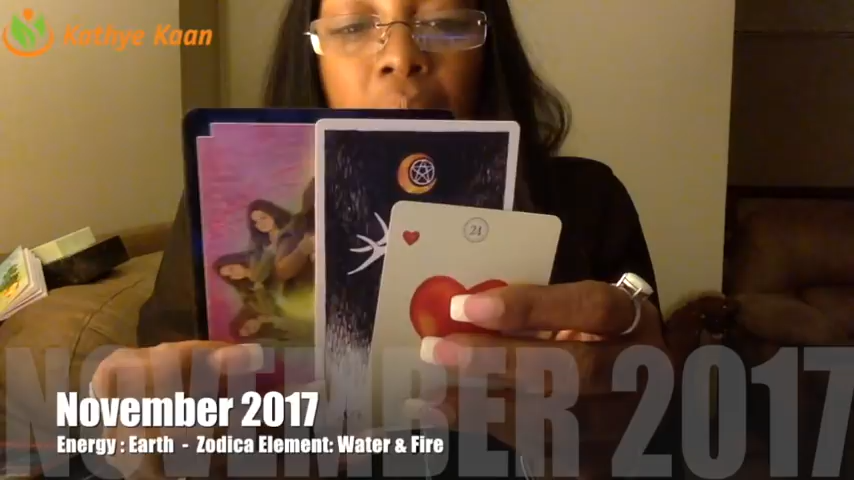 Kathye Kaan
24
NOVEMBER 2017
November 2017
Energy : Earth - Zodica Element: Water & Fire